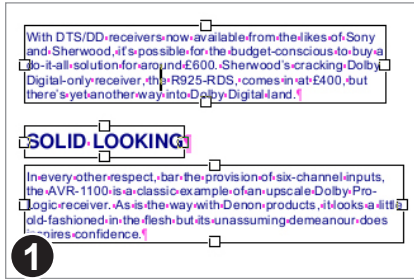 With DTS/DD receivers now available from the likes of Sony
and Sherwood, it's possible for the budget-conscious to buy a
do-it-all solution for around £600. Sherwood's cracking Dolby
Digital-only receiver, the R925-RDS, comes in at £400, but
there's yet another way into Dolby Digital land.¶
SOLID LOOKING¶
In every other respect, bar the provision of six-channel inputs,
the AVR-1100 is a classic example of an upscale Dolby Pro-
Logic receiver. As is the way with Denon products, it looks a little
old-fashioned in the flesh but its unassuming demeanour does
inspires confidence.¶
1